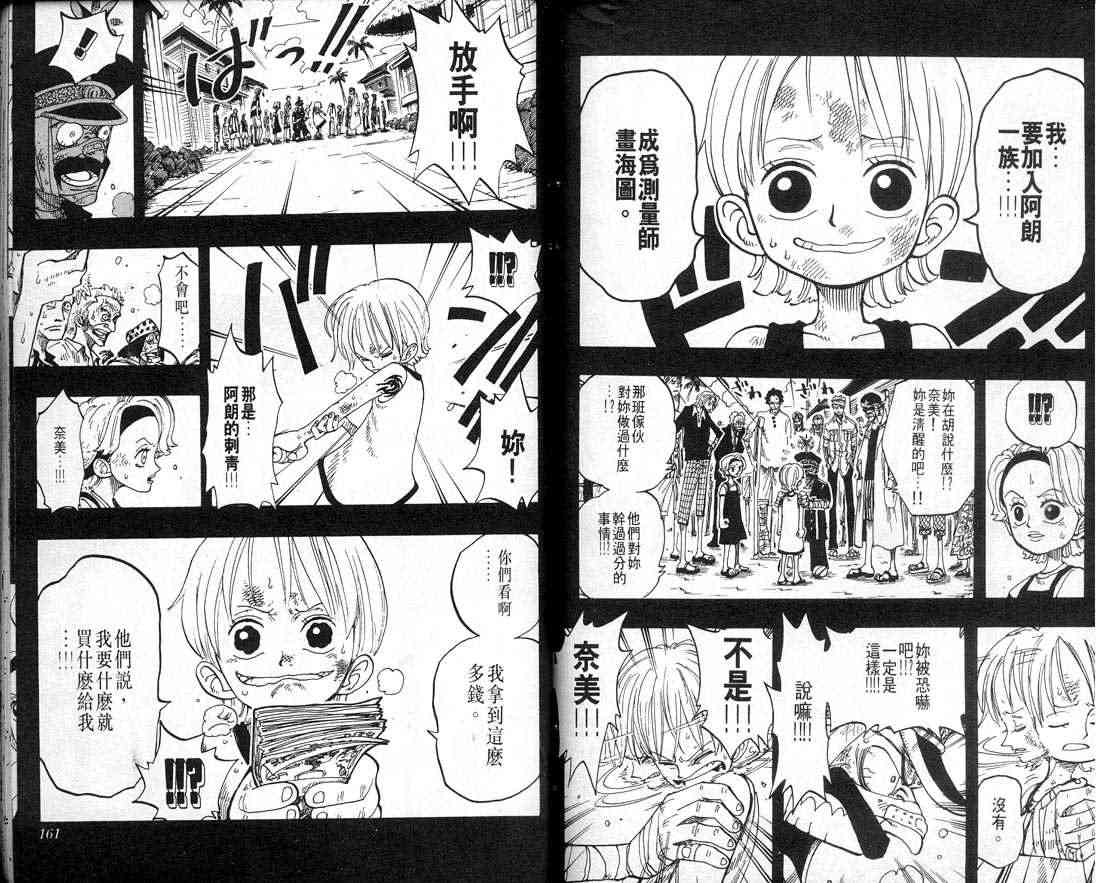 我…
要加入阿朗
一族…!!!
成爲測量師
畫海圖。
!!!?
妳在胡說什麼!?
奈美!
妳是清醒的吧…!!
那班傢伙
對妳做過什麼
…!?
他們對妳
幹過過分的
事情!!!
沒有。
妳被恐嚇
吧!!?
一定是
這樣!!!!
說嘛!!!!
不是!!!
奈美!!!
放手啊!!!
ばっ!!
!
!!!?
妳!
那是…
阿朗的刺青!!!
不會吧……
奈美…!!!
你們看啊
……
我拿到這麽
多錢。
他們說,
我要什麽就
買什麽給我
…!!!
!!!?
161